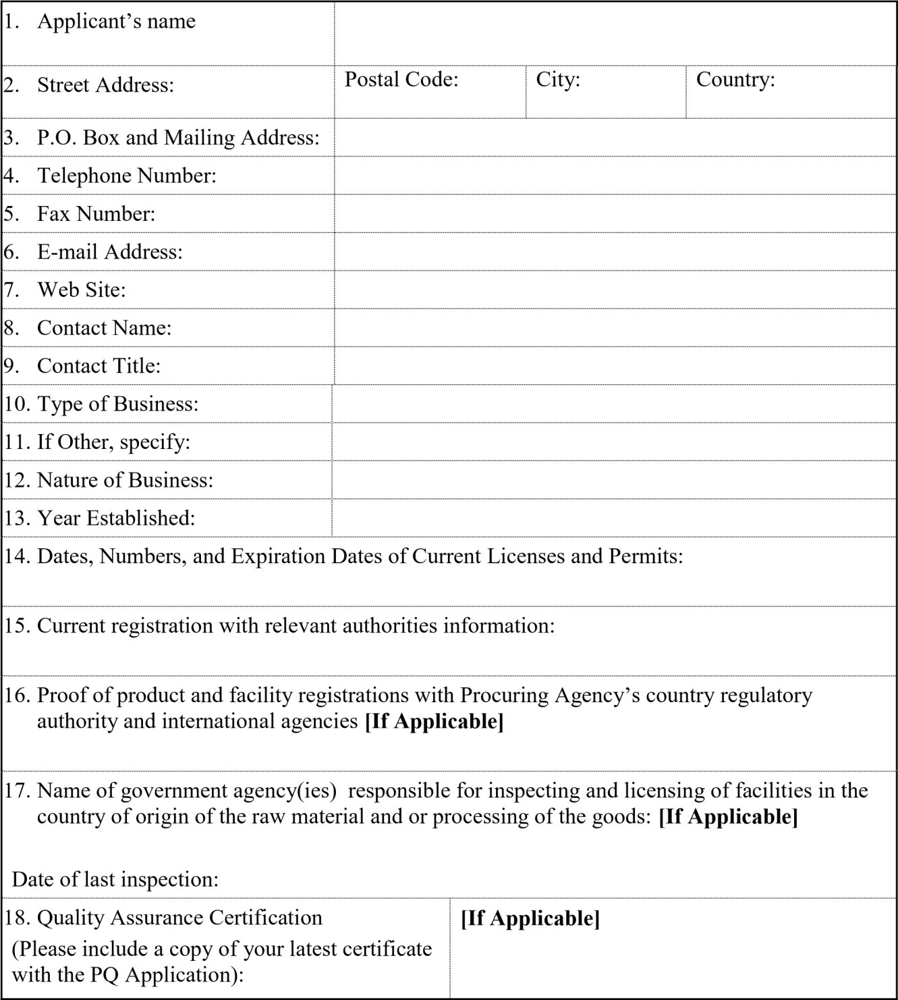 1. Applicant’s name
2. Street Address: Postal Code: City: Country:
3. P.O. Box and Mailing Address:
4. Telephone Number:
5. Fax Number:
6. E-mail Address:
7. Web Site:
8. Contact Name:
9. Contact Title:
10. Type of Business:
11. If Other, specify:
12. Nature of Business:
13. Year Established:
14. Dates, Numbers, and Expiration Dates of Current Licenses and Permits:
15. Current registration with relevant authorities information:
16. Proof of product and facility registrations with Procuring Agency’s country regulatory
authority and international agencies [If Applicable]
17. Name of government agency(ies)  responsible for inspecting and licensing of facilities in the
country of origin of the raw material and or processing of the goods: [If Applicable]
Date of last inspection:
18. Quality Assurance Certification
(Please include a copy of your latest certificate
with the PQ Application):
[If Applicable]